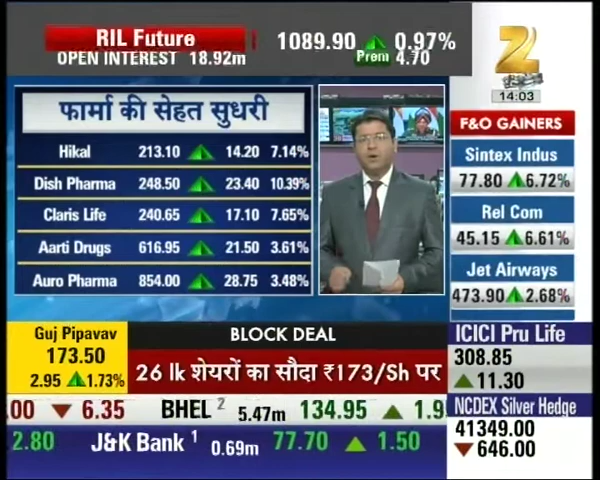 RIL Future
OPEN INTEREST 18.92m
1089.90 0.97%
Prem 4.70
14:03
फार्मा की सेहत सुधरी
Hikal 213.10 14.20 7.14%
Dish Pharma 248.50 23.40 10.39%
Claris Life 240.65 17.10 7.65%
Aarti Drugs 616.95 21.50 3.61%
Auro Pharma 854.00 28.75 3.48%
F&O GAINERS
Sintex Indus
77.80 6.72%
Rel Com
45.15 6.61%
Jet Airways
473.90 2.68%
Guj Pipavav
173.50
2.95 1.73%
BLOCK DEAL
26 lk शेयरों का सौदा ₹173/Sh पर
ICICI Pru Life
308.85
11.30
NCDEX Silver Hedge
41349.00
646.00
.00 6.35 BHEL 2 5.47m 134.95 1.9
2.80 J&K Bank 1 0.69m 77.70 1.50